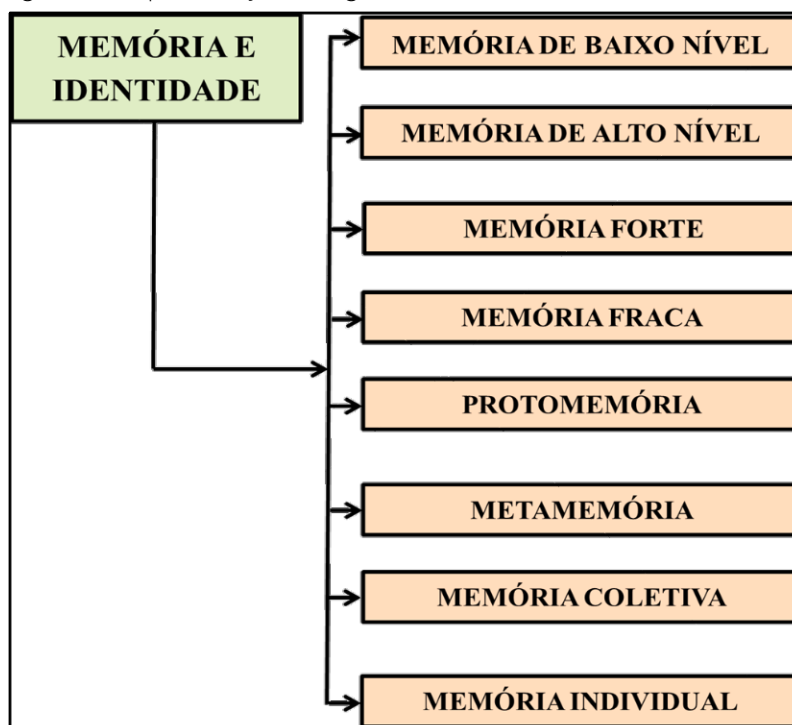 MEMÓRIA E
IDENTIDADE
MEMÓRIA DE BAIXO NÍVEL
MEMÓRIA DE ALTO NÍVEL
MEMÓRIA FORTE
MEMÓRIA FRACA
PROTOMEMÓRIA
METAMEMÓRIA
MEMÓRIA COLETIVA
MEMÓRIA INDIVIDUAL